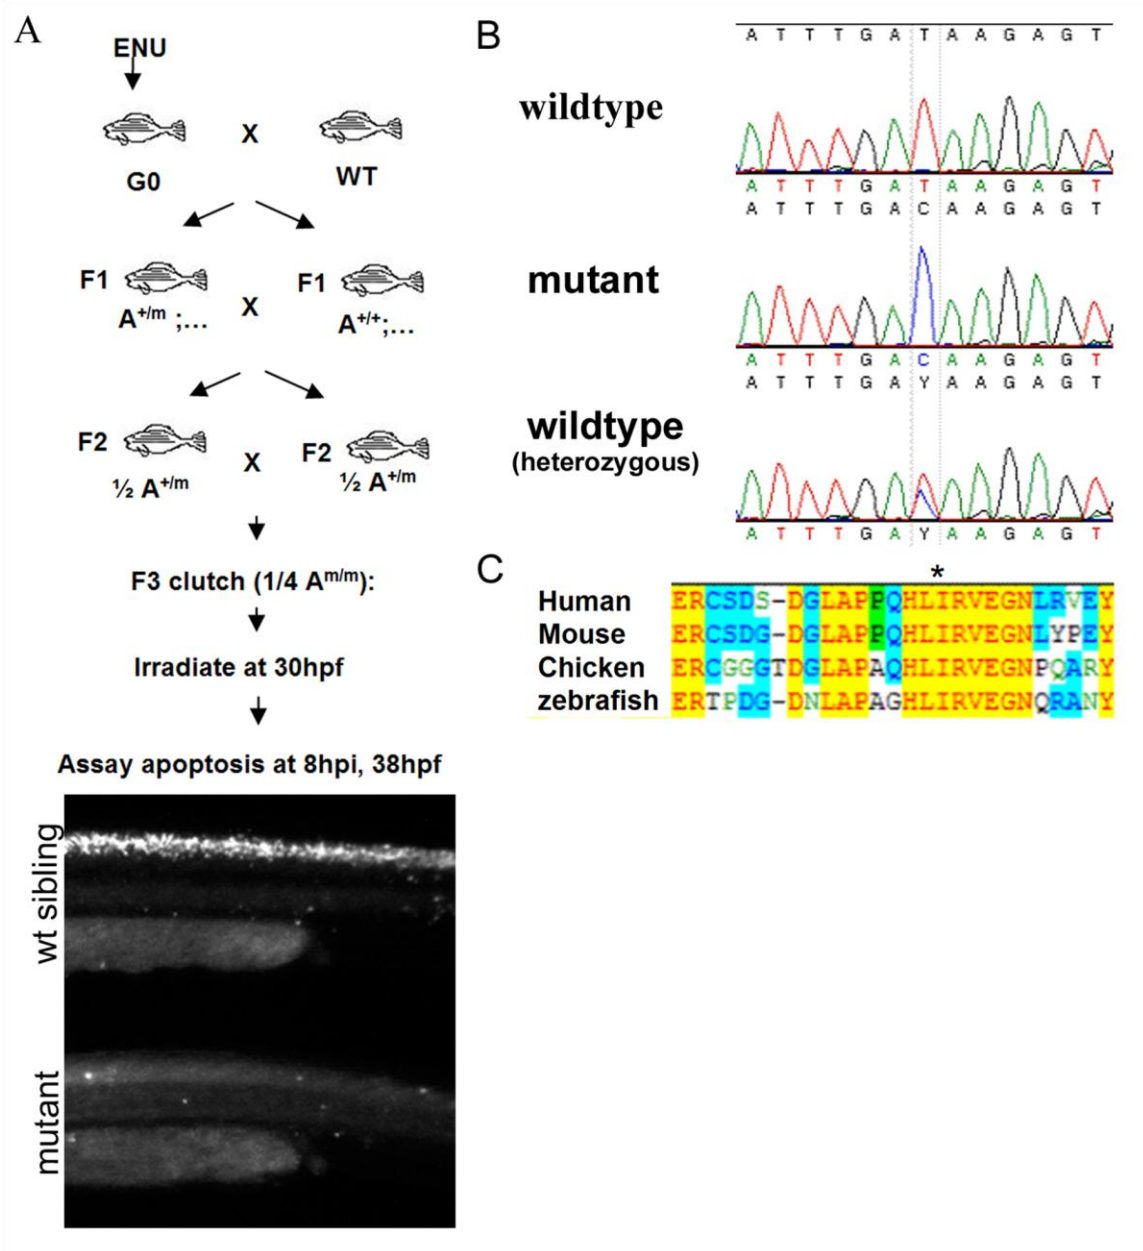 A
ENU
X
G0
WT
F1
A+/m ;...
X
F1
A+/+;...
F2
½ A+/m
X
F2
½ A+/m
F3 clutch (1/4 Am/m):
Irradiate at 30hpf
Assay apoptosis at 8hpi, 38hpf
wt sibling
mutant
B
A T T T G A T A A G A G T
wildtype
A T T T G A T A A G A G T
A T T T G A C A A G A G T
mutant
A T T T G A C A A G A G T
A T T T G A Y A A G A G T
wildtype
(heterozygous)
A T T T G A Y A A G A G T
C
*
Human ERCSDS-DGLAPPQHLIRVEGNLRVEY
Mouse ERCSDG-DGLAPPQHLIRVEGNLYPEY
Chicken ERCGGGTDGLAPAQHLIRVEGNPQARY
zebrafish ERTPDG-DNLAPAGHLIRVEGNQRANY